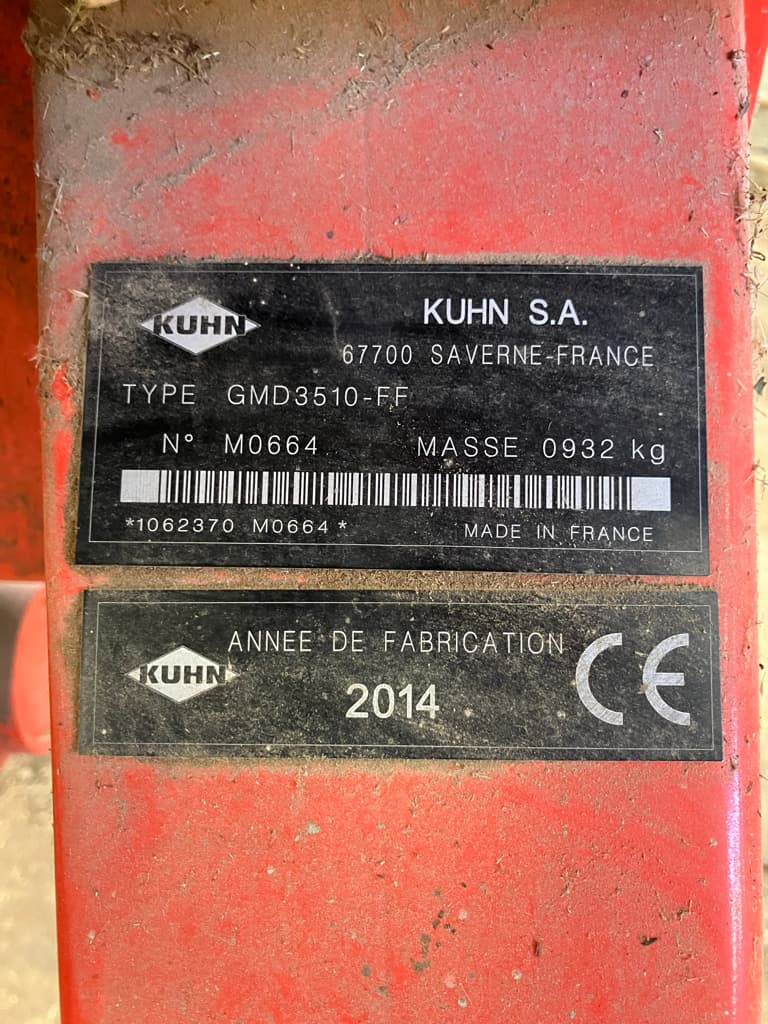 KUHN
KUHN S.A.
67700 SAVERNE-FRANCE
TYPE GMD3510-FF
N° M0664 MASSE 0932 kg
*1062370 M0664*
MADE IN FRANCE
KUHN
ANNEE DE FABRICATION
2014
CE